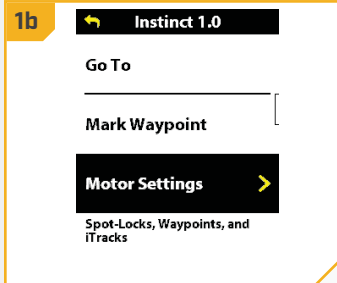 1b
Instinct 1.0
Go To
Mark Waypoint
Motor Settings
Spot-Locks, Waypoints, and
iTracks